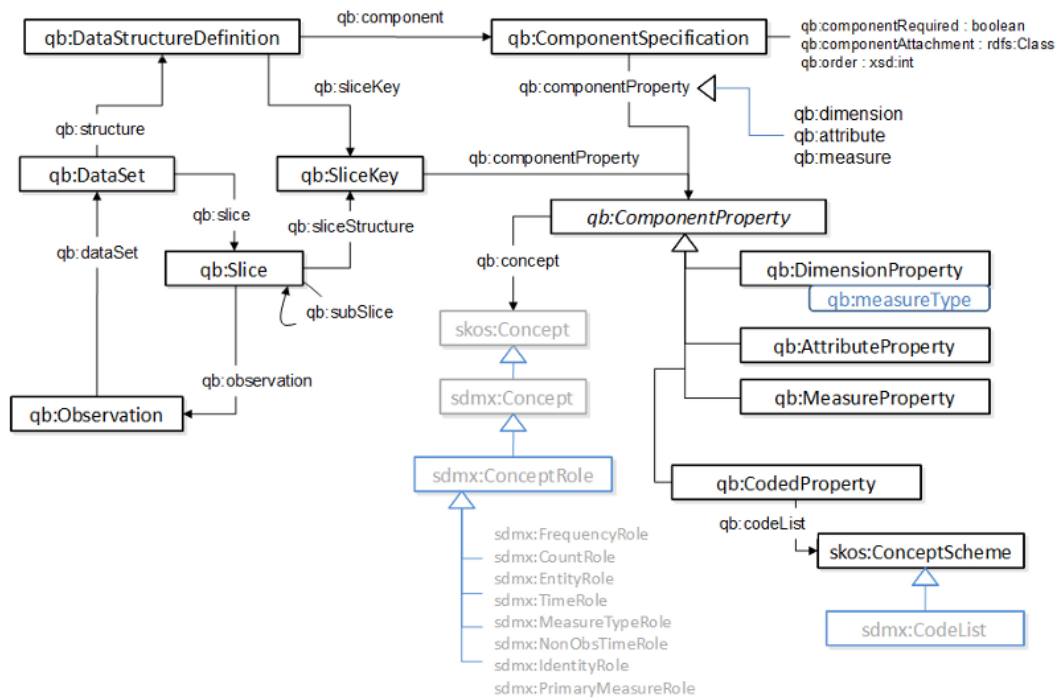 qb:component
qb:DataStructureDefinition
qb:ComponentSpecification
qb:componentRequired : boolean
qb:componentAttachment : rdfs:Class
qb:order : xsd:int
qb:sliceKey
qb:componentProperty
qb:dimension
qb:attribute
qb:measure
qb:structure
qb:DataSet
qb:SliceKey
qb:componentProperty
qb:slice
qb:sliceStructure
qb:ComponentProperty
qb:dataSet
qb:Slice
qb:concept
qb:DimensionProperty
qb:measureType
qb:subSlice
skos:Concept
qb:AttributeProperty
qb:observation
sdmx:Concept
qb:MeasureProperty
qb:Observation
sdmx:ConceptRole
qb:CodedProperty
qb:codeList
sdmx:FrequencyRole
sdmx:CountRole
sdmx:EntityRole
sdmx:TimeRole
sdmx:MeasureTypeRole
sdmx:NonObsTimeRole
sdmx:IdentityRole
sdmx:PrimaryMeasureRole
skos:ConceptScheme
sdmx:CodeList